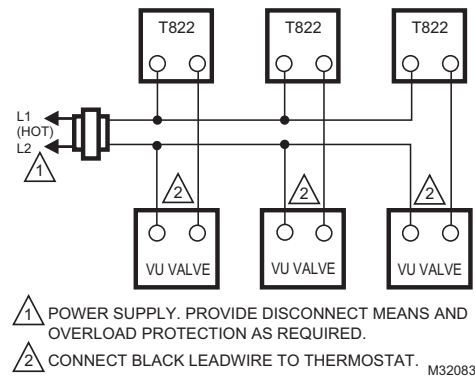 T822 T822 T822
L1
(HOT)
L2
1
2 2 2
VU VALVE VU VALVE VU VALVE
1 POWER SUPPLY. PROVIDE DISCONNECT MEANS AND
OVERLOAD PROTECTION AS REQUIRED.
2 CONNECT BLACK LEADWIRE TO THERMOSTAT.
M32083